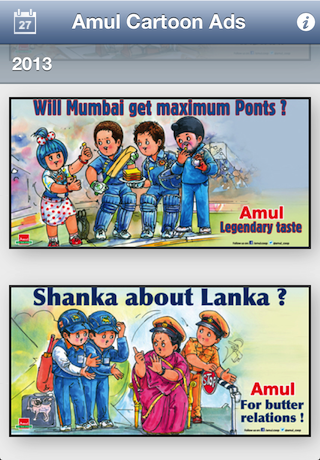 27
Amul Cartoon Ads
i
2013
Will Mumbai get maximum Ponts ?
Amul
Legendary taste
Shanka about Lanka ?
Amul
For butter
relations !